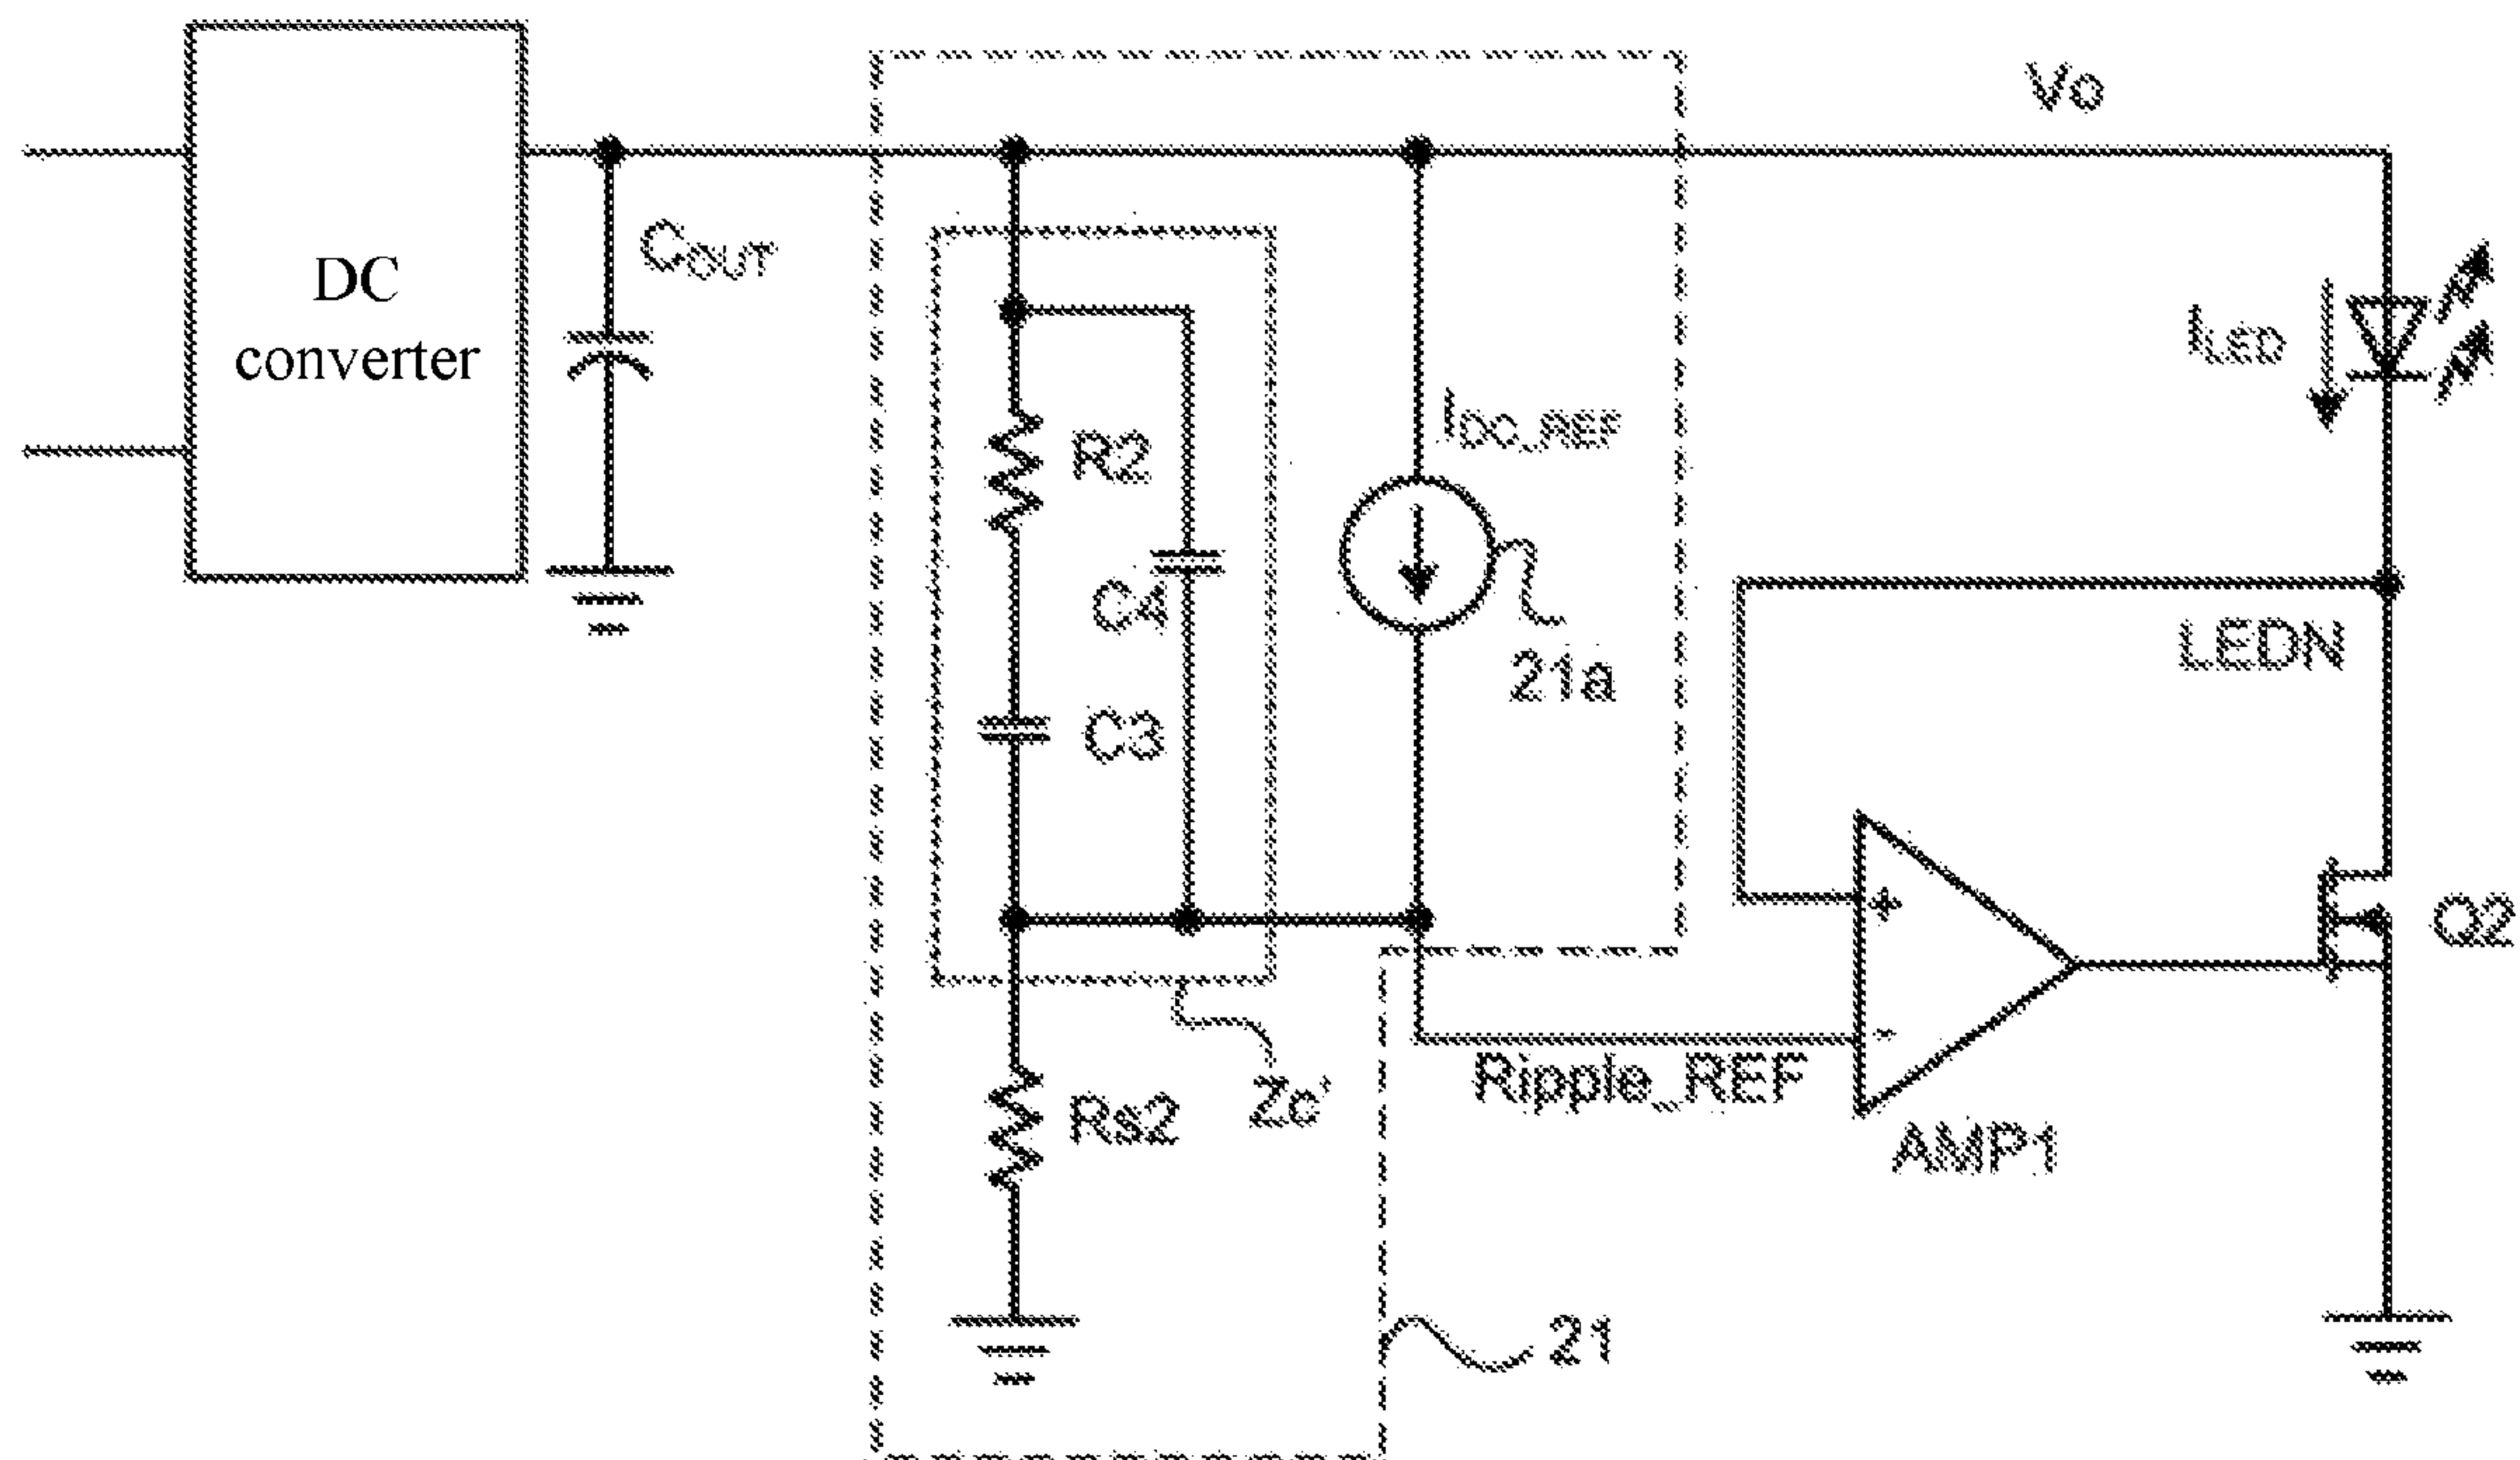 Vo
COUT
DC
converter
ILED
IDC_REF
R2
C4
21a
LEDN
C3
+
Q2
-
Ripple_REF
Zc'
Rs2
AMP1
21